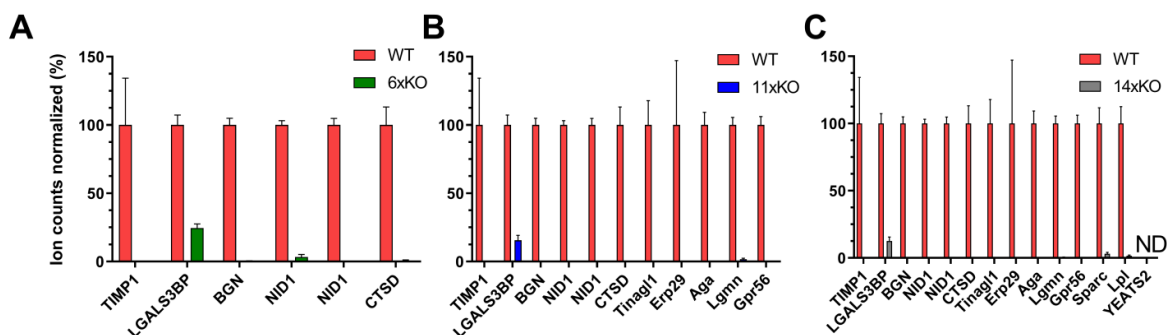 A
Ion counts normalized (%)
150
100
50
0
WT
6xKO
TIMP1
LGALS3BP
BGN
NID1
NID1
CTSD
B
150
100
50
0
WT
11xKO
TIMP1
LGALS3BP
BGN
NID1
NID1
CTSD
Tinagl1
Erp29
Aga
Lgmn
Gpr56
C
150
100
50
0
WT
14xKO
ND
TIMP1
LGALS3BP
BGN
NID1
NID1
CTSD
Tinagl1
Erp29
Aga
Lgmn
Gpr56
Sparc
Lpl
YEATS2